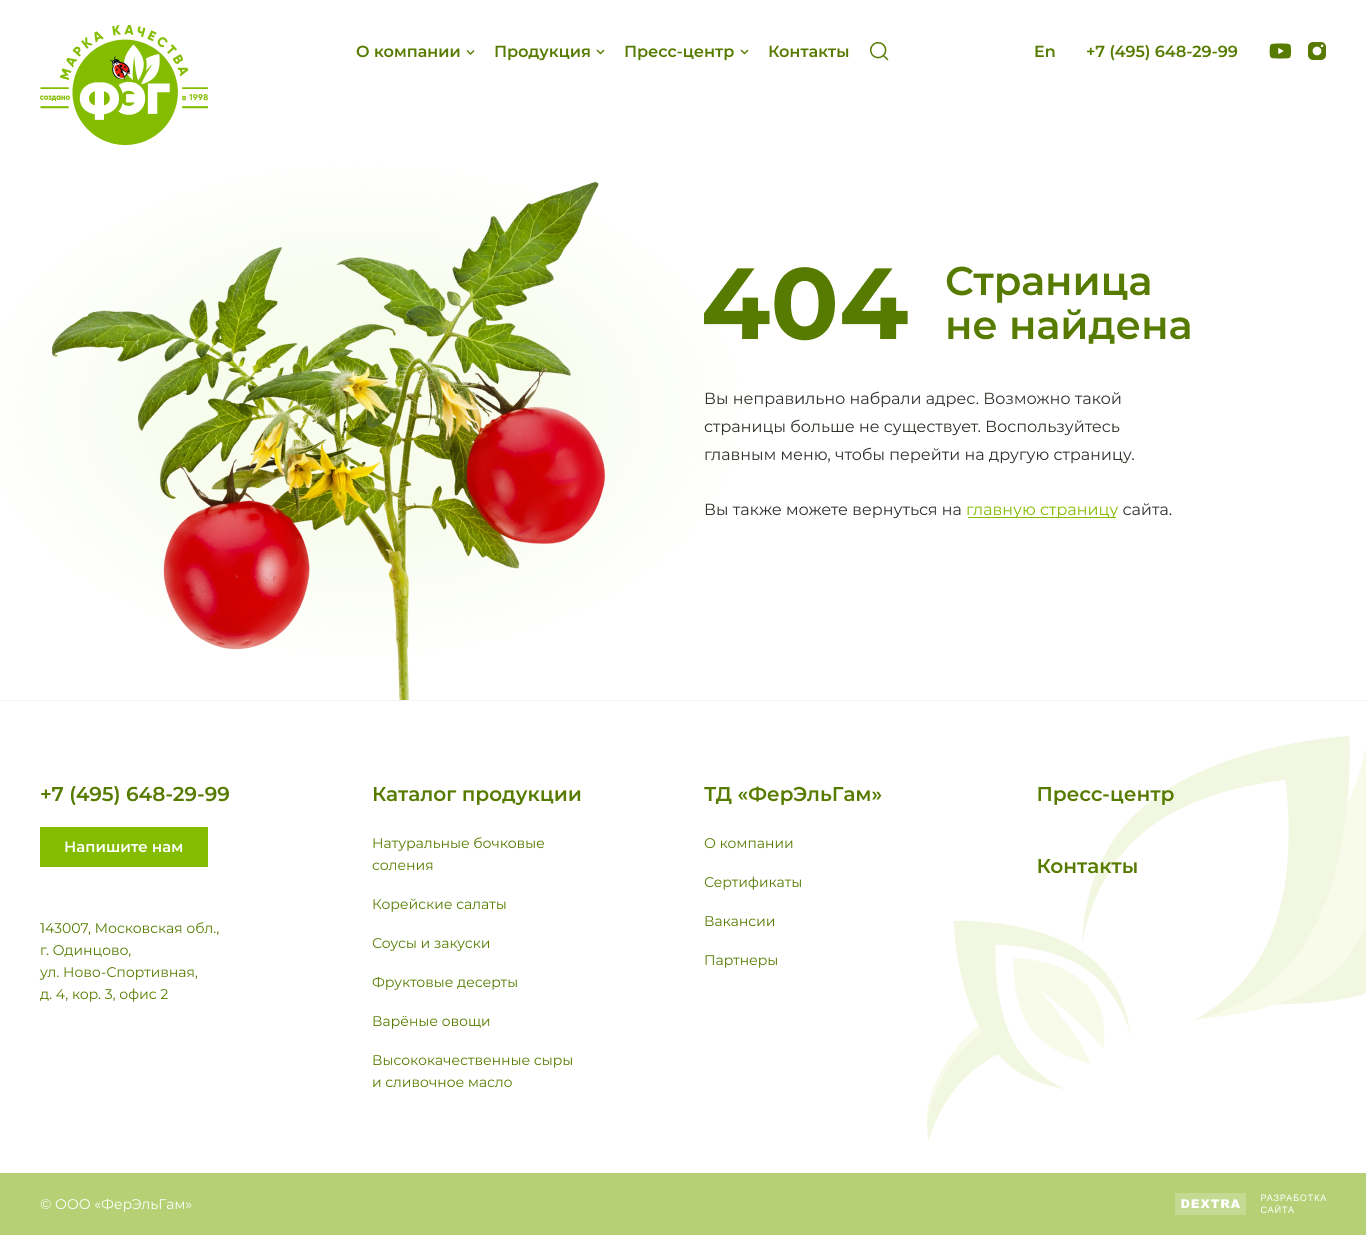 МАРКА КАЧЕСТВА
создано
ФЭГ
в 1998
О компании
Продукция
Пресс-центр
Контакты
En
+7 (495) 648-29-99
404
Страница
не найдена
Вы неправильно набрали адрес. Возможно такой
страницы больше не существует. Воспользуйтесь
главным меню, чтобы перейти на другую страницу.
Вы также можете вернуться на главную страницу сайта.
+7 (495) 648-29-99
Напишите нам
143007, Московская обл.,
г. Одинцово,
ул. Ново-Спортивная,
д. 4, кор. 3, офис 2
Каталог продукции
Натуральные бочковые
соления
Корейские салаты
Соусы и закуски
Фруктовые десерты
Варёные овощи
Высококачественные сыры
и сливочное масло
ТД «ФерЭльГам»
О компании
Сертификаты
Вакансии
Партнеры
Пресс-центр
Контакты
© ООО «ФерЭльГам»
DEXTRA
РАЗРАБОТКА
САЙТА